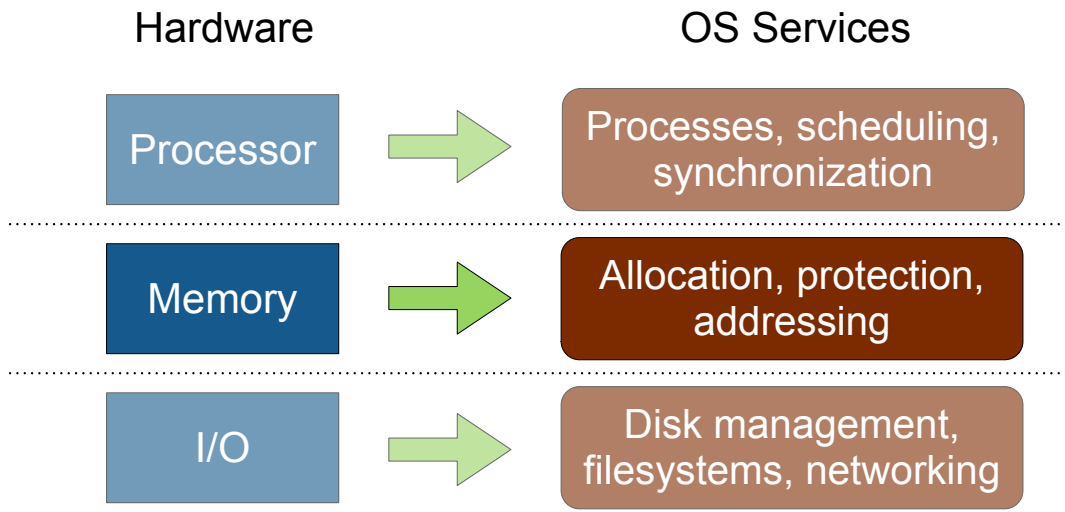 Hardware
OS Services
Processor
Processes, scheduling,
synchronization
Memory
Allocation, protection,
addressing
I/O
Disk management,
filesystems, networking